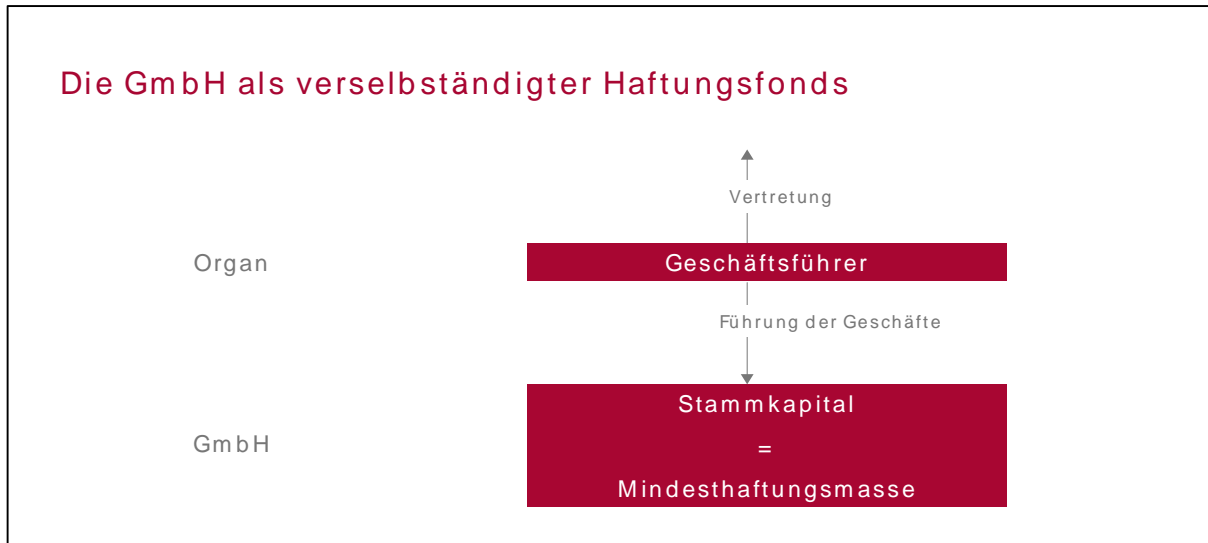 Die GmbH als verselbständigter Haftungsfonds
Vertretung
Organ
Geschäftsführer
Führung der Geschäfte
Stammkapital
GmbH
=
Mindesthaftungsmasse